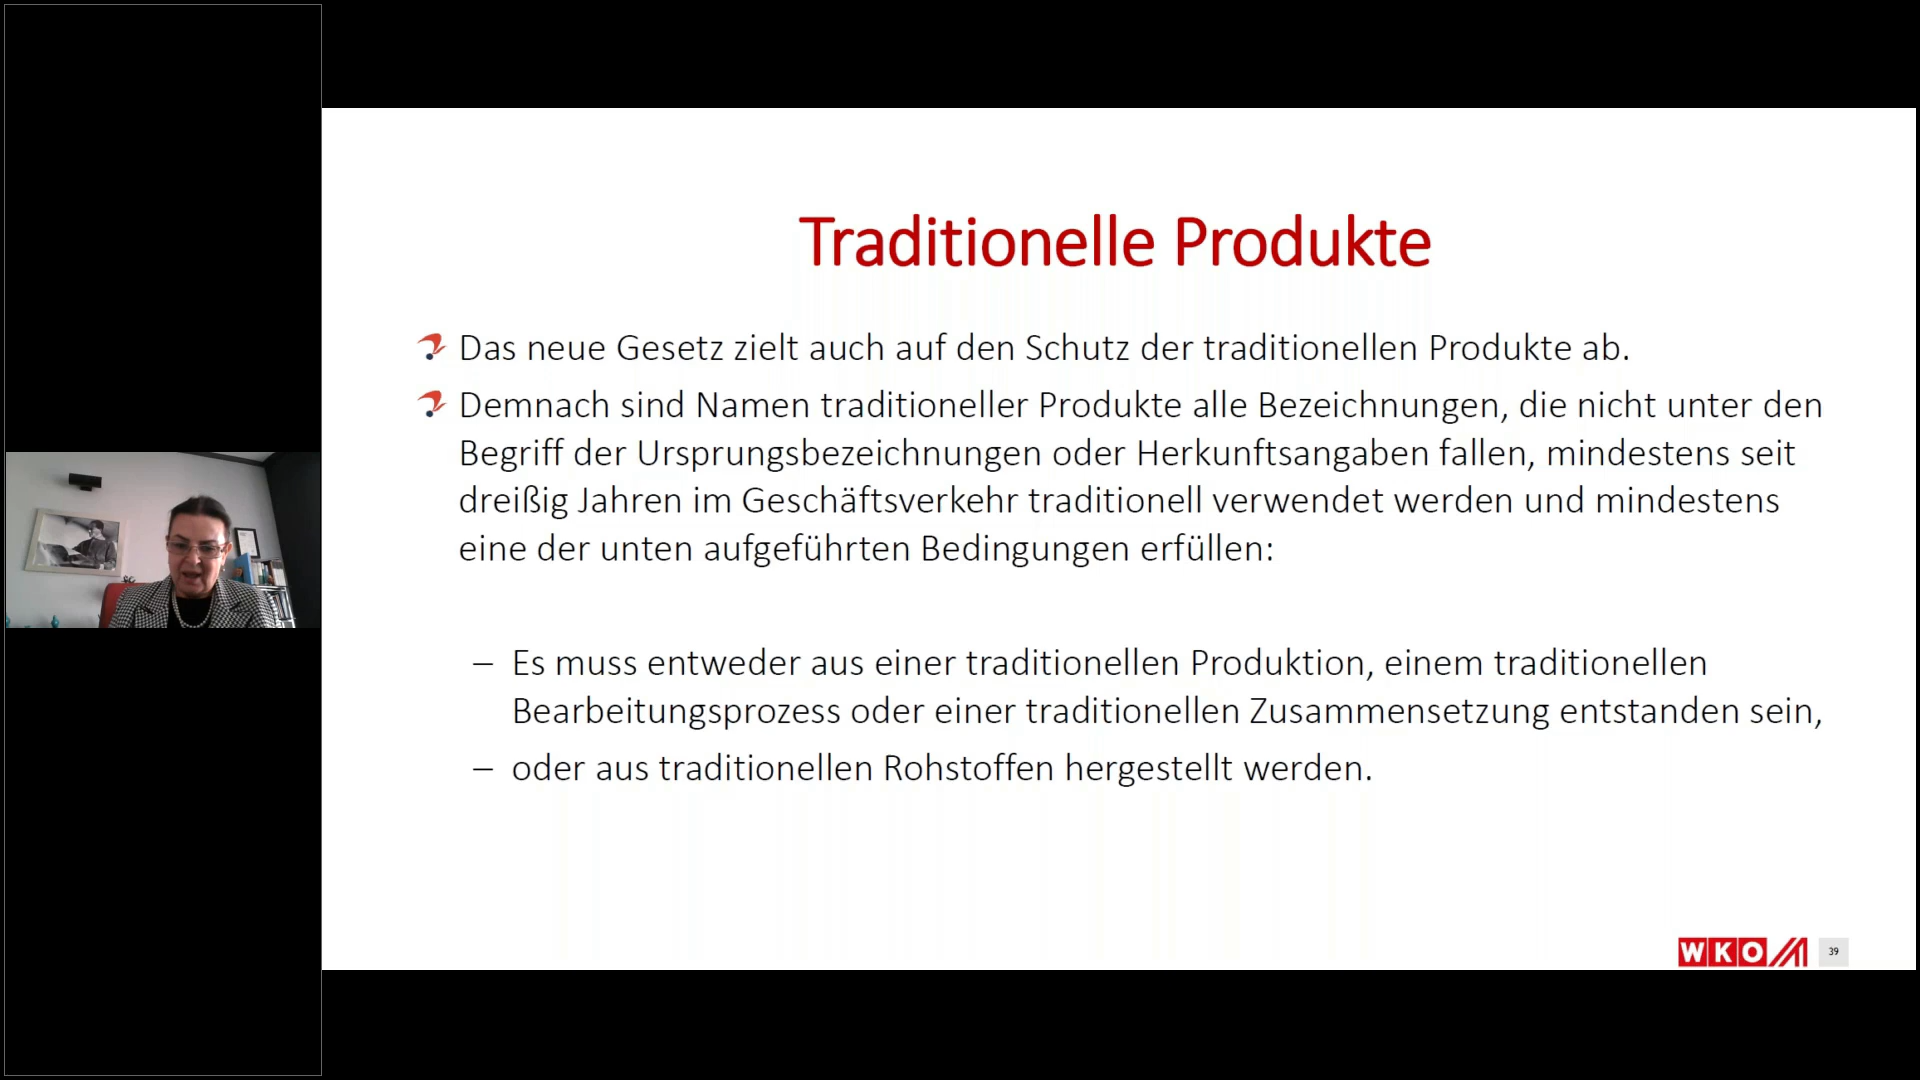 Traditionelle Produkte
Das neue Gesetz zielt auch auf den Schutz der traditionellen Produkte ab.
Demnach sind Namen traditioneller Produkte alle Bezeichnungen, die nicht unter den
Begriff der Ursprungsbezeichnungen oder Herkunftsangaben fallen, mindestens seit
dreißig Jahren im Geschäftsverkehr traditionell verwendet werden und mindestens
eine der unten aufgeführten Bedingungen erfüllen:
– Es muss entweder aus einer traditionellen Produktion, einem traditionellen
Bearbeitungsprozess oder einer traditionellen Zusammensetzung entstanden sein,
– oder aus traditionellen Rohstoffen hergestellt werden.
WKO 39